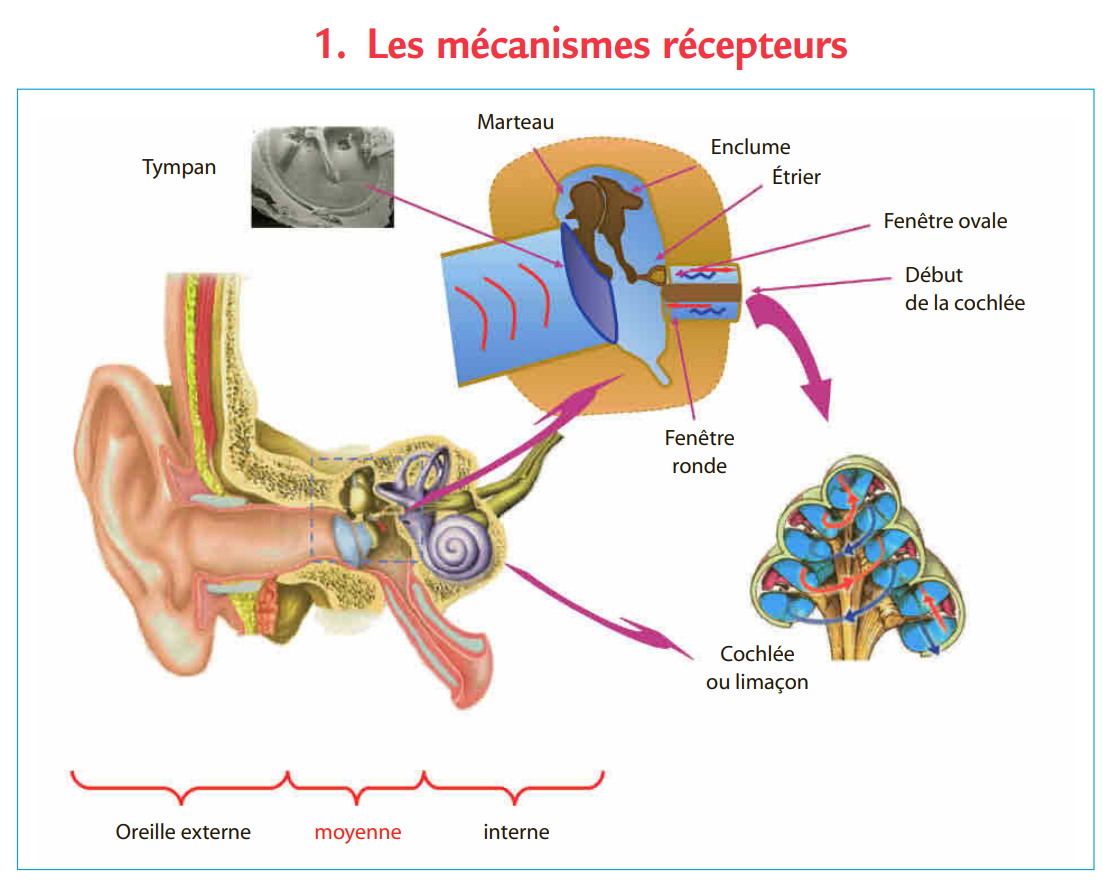 1. Les mécanismes récepteurs
Marteau
Tympan
Enclume
Étrier
Fenêtre ovale
Début
de la cochlée
Fenêtre
ronde
Cochlée
ou limaçon
Oreille externe
moyenne
interne